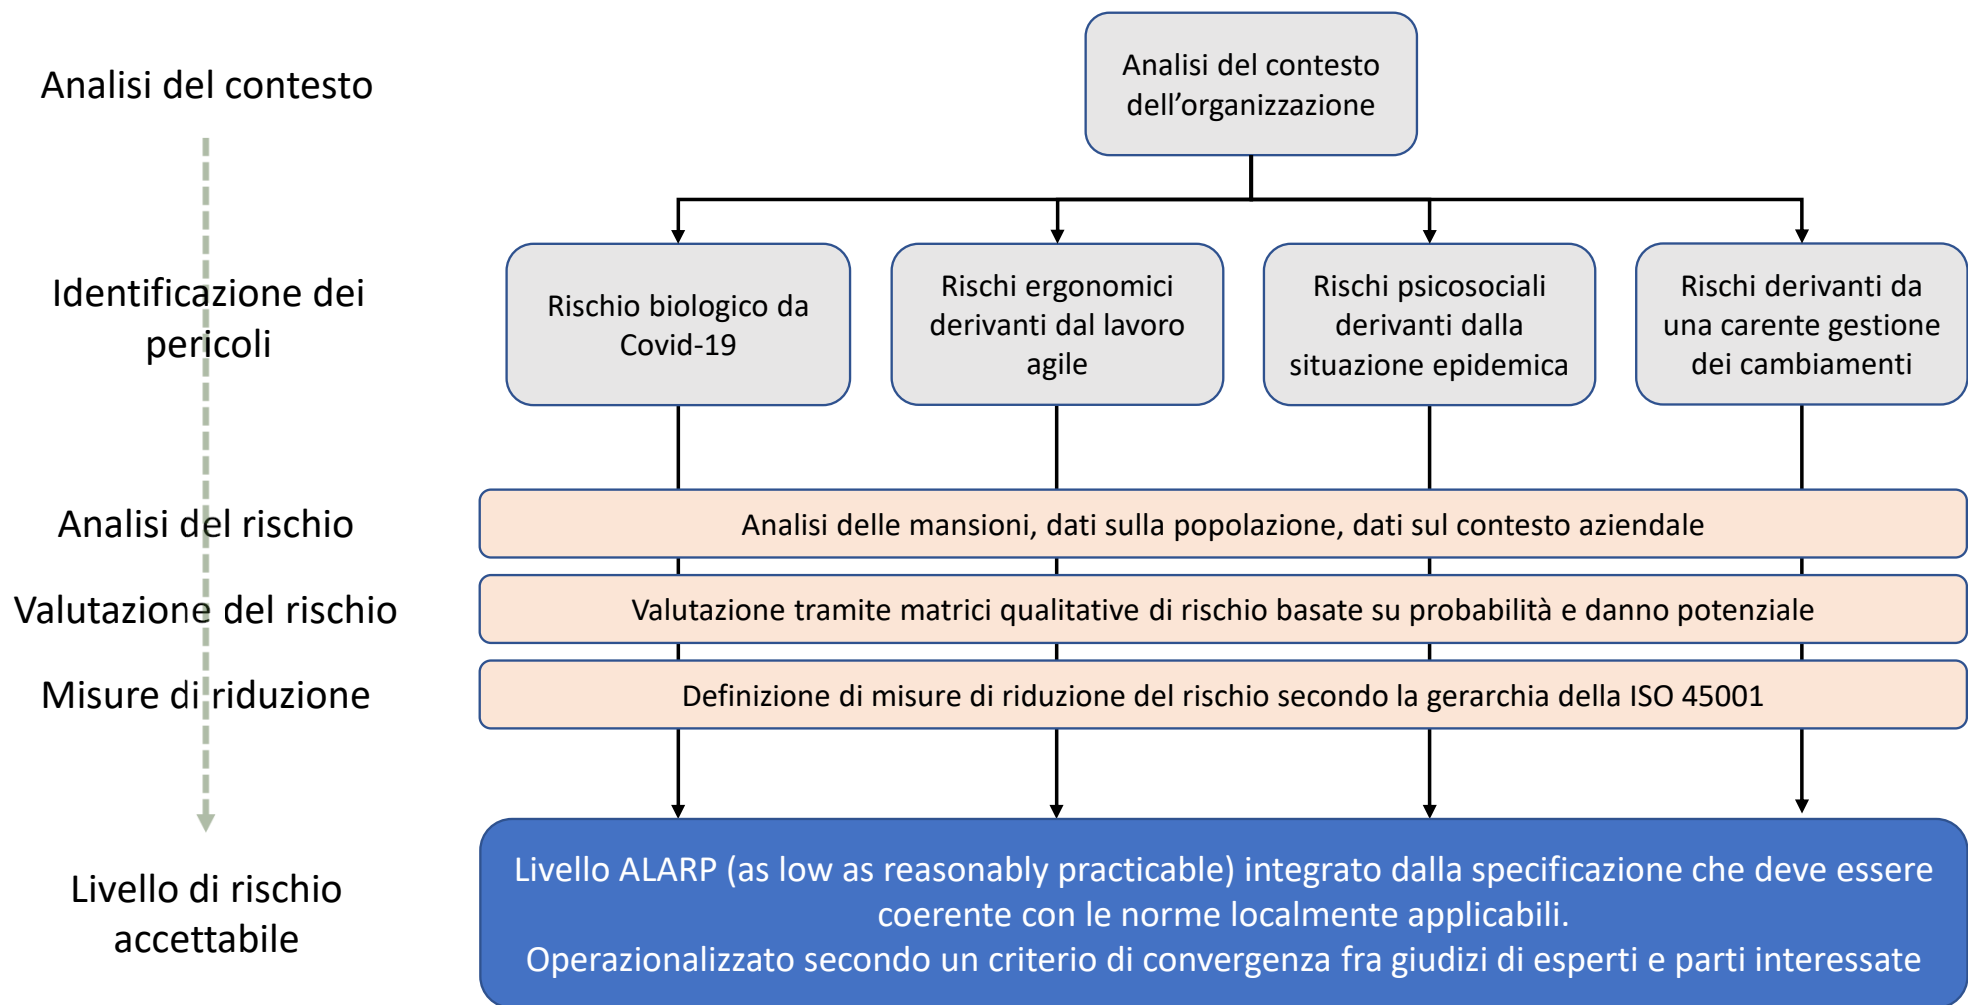 Analisi del contesto
Analisi del contesto
dell’organizzazione
Identificazione dei
pericoli
Rischio biologico da
Covid-19
Rischi ergonomici
derivanti dal lavoro
agile
Rischi psicosociali
derivanti dalla
situazione epidemica
Rischi derivanti da
una carente gestione
dei cambiamenti
Analisi del rischio
Analisi delle mansioni, dati sulla popolazione, dati sul contesto aziendale
Valutazione del rischio
Valutazione tramite matrici qualitative di rischio basate su probabilità e danno potenziale
Misure di riduzione
Definizione di misure di riduzione del rischio secondo la gerarchia della ISO 45001
Livello di rischio
accettabile
Livello ALARP (as low as reasonably practicable) integrato dalla specificazione che deve essere
coerente con le norme localmente applicabili.
Operazionalizzato secondo un criterio di convergenza fra giudizi di esperti e parti interessate